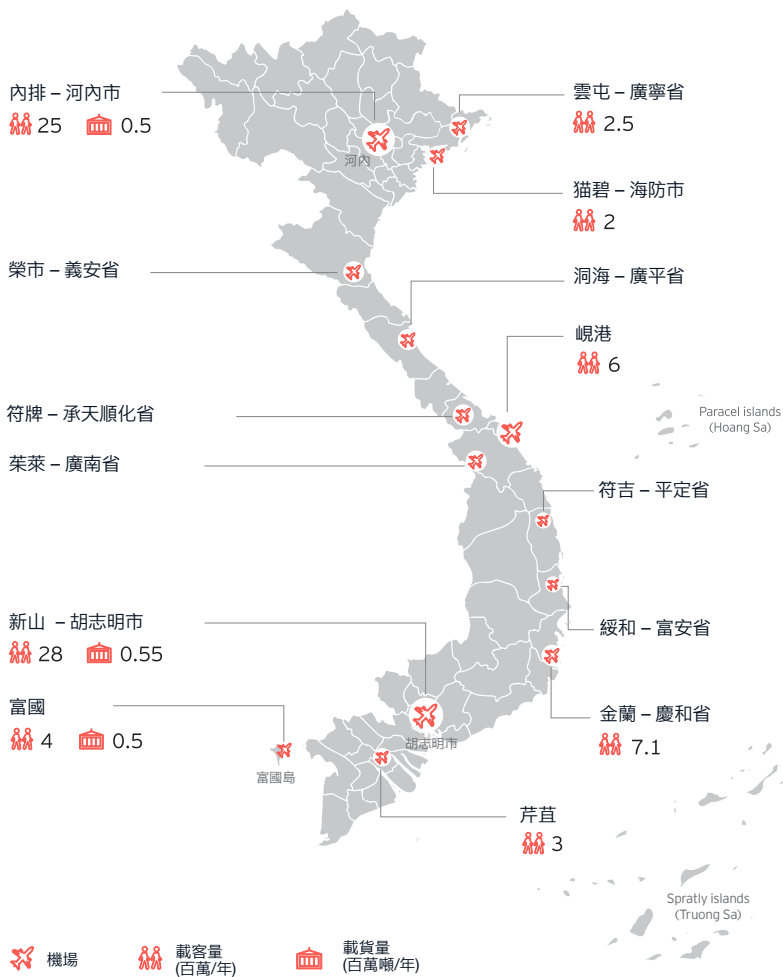 內排 – 河內市
25 0.5
雲屯 – 廣寧省
2.5
河內
猫碧 – 海防市
2
榮市 – 義安省
洞海 – 廣平省
峴港
6
符牌 – 承天順化省
Paracel islands
(Hoang Sa)
茱萊 – 廣南省
符吉 – 平定省
新山 – 胡志明市
28 0.55
綏和 – 富安省
富國
4 0.5
金蘭 – 慶和省
7.1
胡志明市
富國島
芹苴
3
Spratly islands
(Truong Sa)
機場
載客量
(百萬/年)
載貨量
(百萬噸/年)